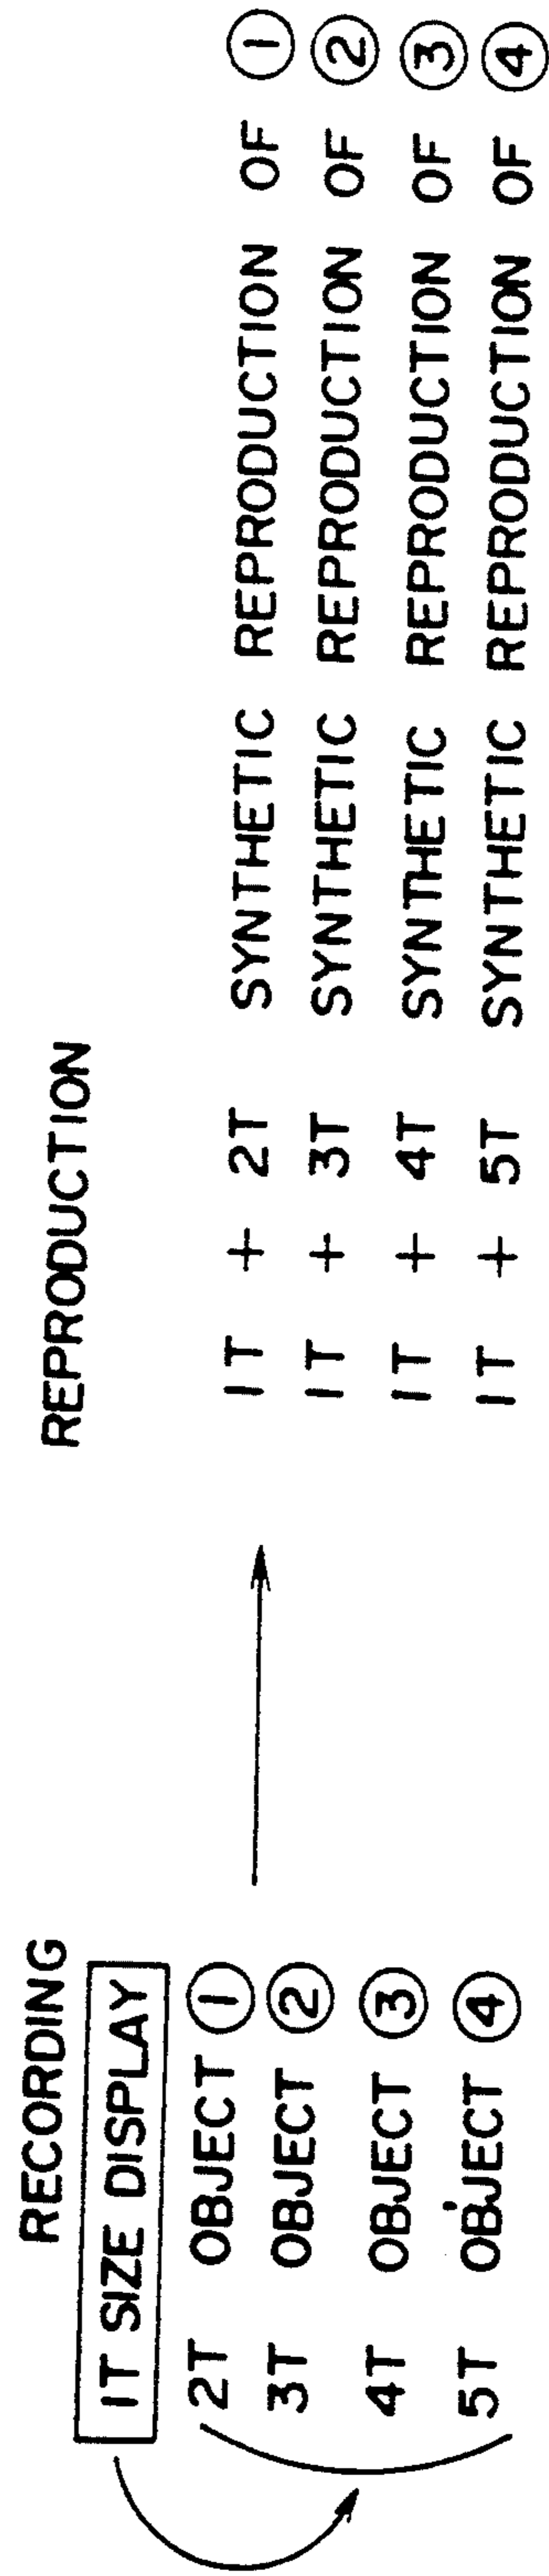 RECORDING
1T SIZE DISPLAY
2T OBJECT ①
3T OBJECT ②
4T OBJECT ③
5T OBJECT ④
REPRODUCTION
1T + 2T SYNTHETIC REPRODUCTION OF ①
1T + 3T SYNTHETIC REPRODUCTION OF ②
1T + 4T SYNTHETIC REPRODUCTION OF ③
1T + 5T SYNTHETIC REPRODUCTION OF ④